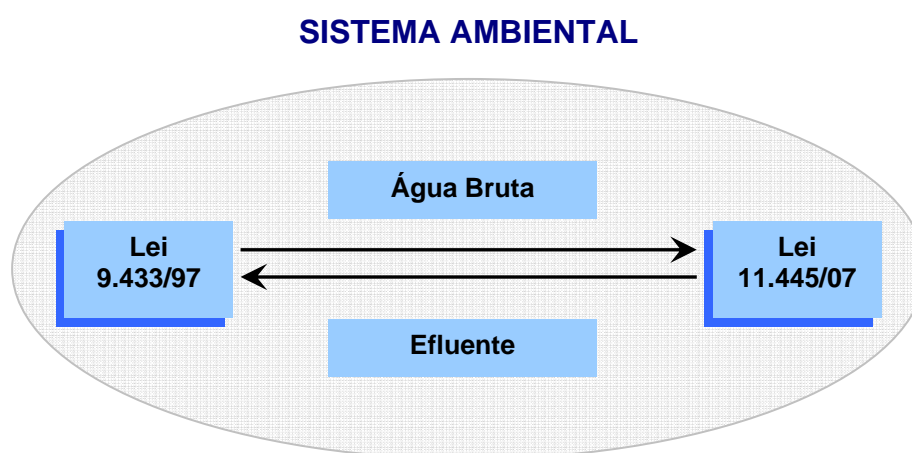 SISTEMA AMBIENTAL
Água Bruta
Lei
9.433/97
Lei
11.445/07
Efluente